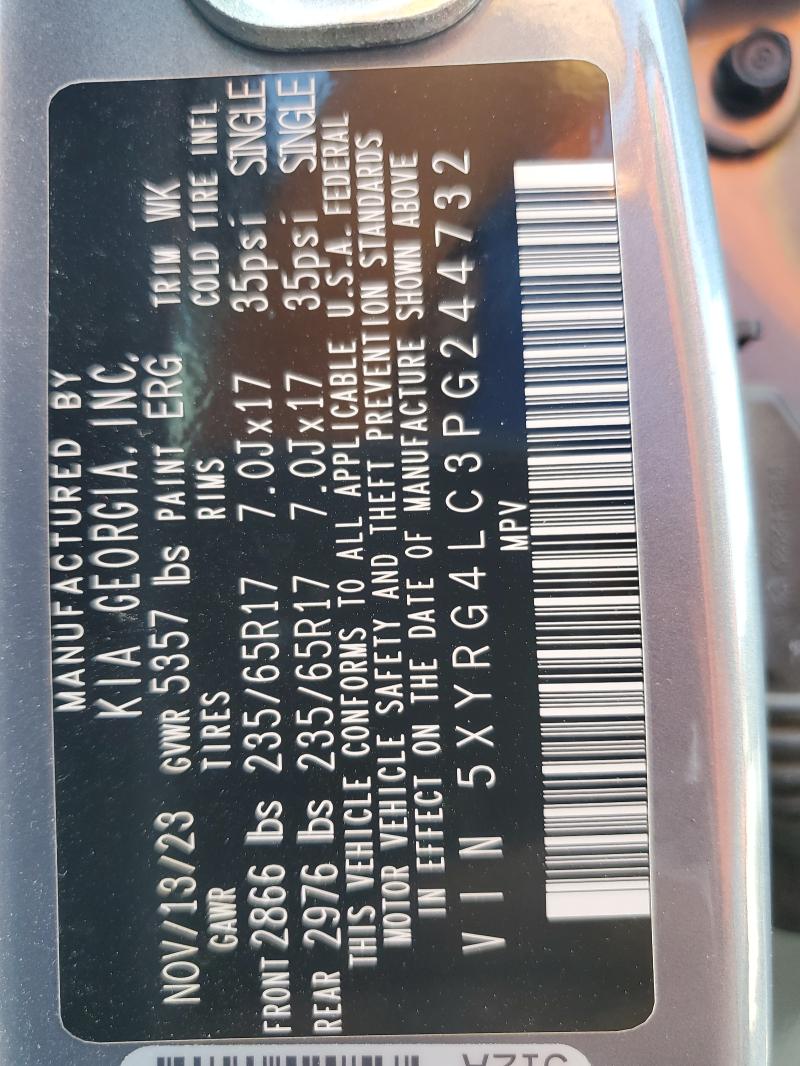 MANUFACTURED BY
KIA GEORGIA, INC.
NOV/13/23 GVWR 5357 lbs PAINT ERG TRIM WK
GAWR TIRES RIMS COLD TIRE INFL
FRONT 2866 lbs 235/65R17 7.0Jx17 35psi SINGLE
REAR 2976 lbs 235/65R17 7.0Jx17 35psi SINGLE
THIS VEHICLE CONFORMS TO ALL APPLICABLE U.S.A. FEDERAL
MOTOR VEHICLE SAFETY AND THEFT PREVENTION STANDARDS
IN EFFECT ON THE DATE OF MANUFACTURE SHOWN ABOVE
VIN 5XYRG4LC3PG244732
MPV